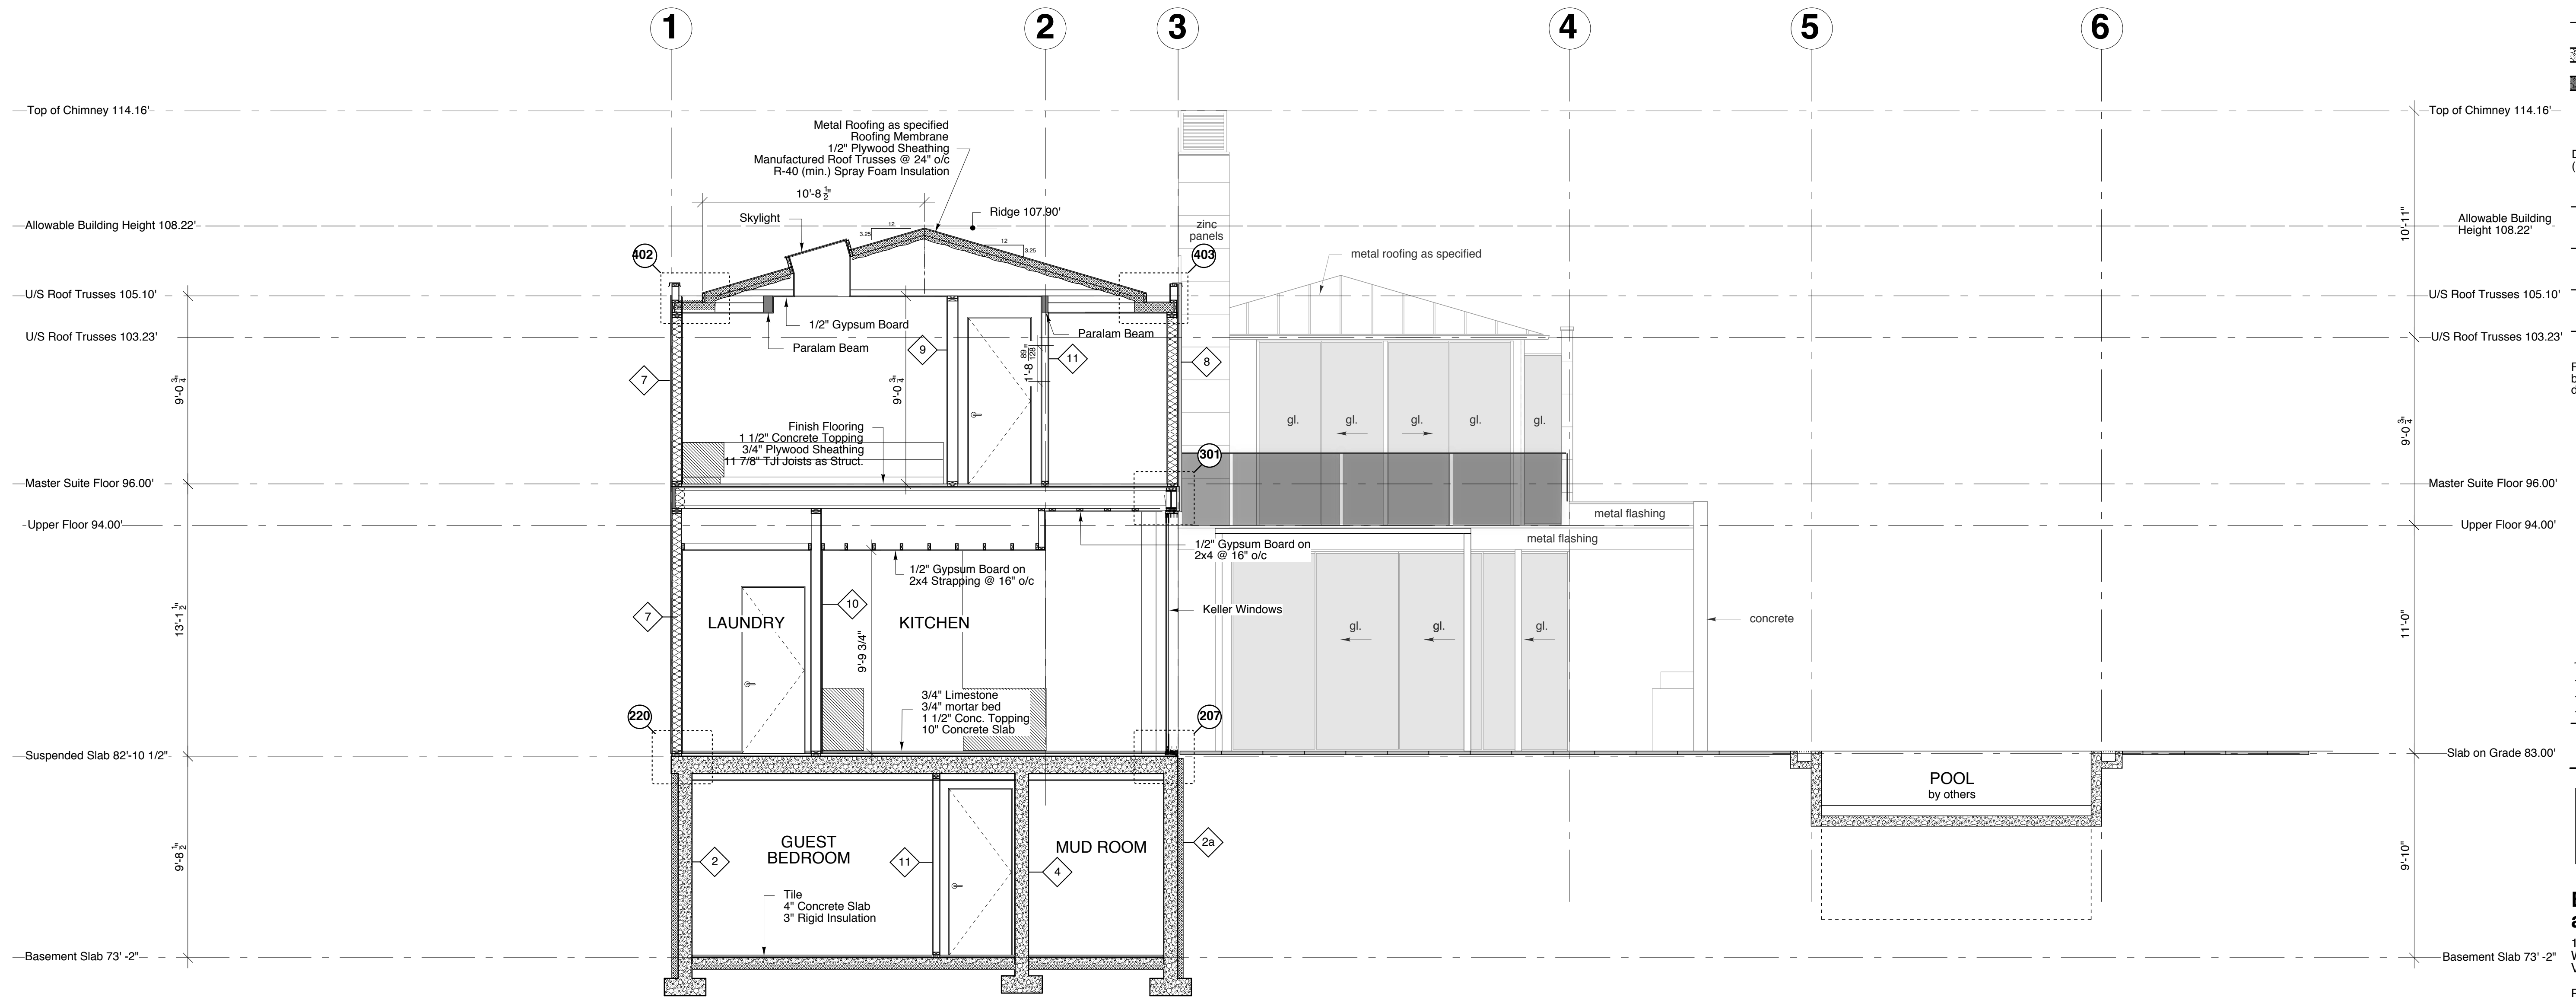 1
2
3
4
5
6
Top of Chimney 114.16'
Top of Chimney 114.16'
Metal Roofing as specified
Roofing Membrane
1/2" Plywood Sheathing
Manufactured Roof Trusses @ 24" o/c
R-40 (min.) Spray Foam Insulation
10'-8 1/2"
Skylight
Ridge 107.90'
12
3.25
12
3.25
Allowable Building Height 108.22'
zinc
panels
10'-11"
Allowable Building
Height 108.22'
402
403
metal roofing as specified
U/S Roof Trusses 105.10'
U/S Roof Trusses 105.10'
1/2" Gypsum Board
Paralam Beam
Paralam Beam
U/S Roof Trusses 103.23'
U/S Roof Trusses 103.23'
9
11
7
8
9'-0 3/4"
9'-0 3/4"
1'-8 89/128"
9'-0 3/4"
gl.
gl.
gl.
gl.
gl.
Finish Flooring
1 1/2" Concrete Topping
3/4" Plywood Sheathing
11 7/8" TJI Joists as Struct.
301
Master Suite Floor 96.00'
Master Suite Floor 96.00'
metal flashing
Upper Floor 94.00'
Upper Floor 94.00'
metal flashing
1/2" Gypsum Board on
2x4 @ 16" o/c
1/2" Gypsum Board on
2x4 Strapping @ 16" o/c
10
7
Keller Windows
13'-1 1/2"
LAUNDRY
KITCHEN
9'-9 3/4"
gl.
gl.
gl.
concrete
11'-0"
3/4" Limestone
3/4" mortar bed
1 1/2" Conc. Topping
10" Concrete Slab
220
207
Suspended Slab 82'-10 1/2"
Slab on Grade 83.00'
POOL
by others
GUEST
BEDROOM
MUD ROOM
2
11
4
2a
9'-8 1/2"
9'-10"
Tile
4" Concrete Slab
3" Rigid Insulation
Basement Slab 73' -2"
Basement Slab 73' -2"